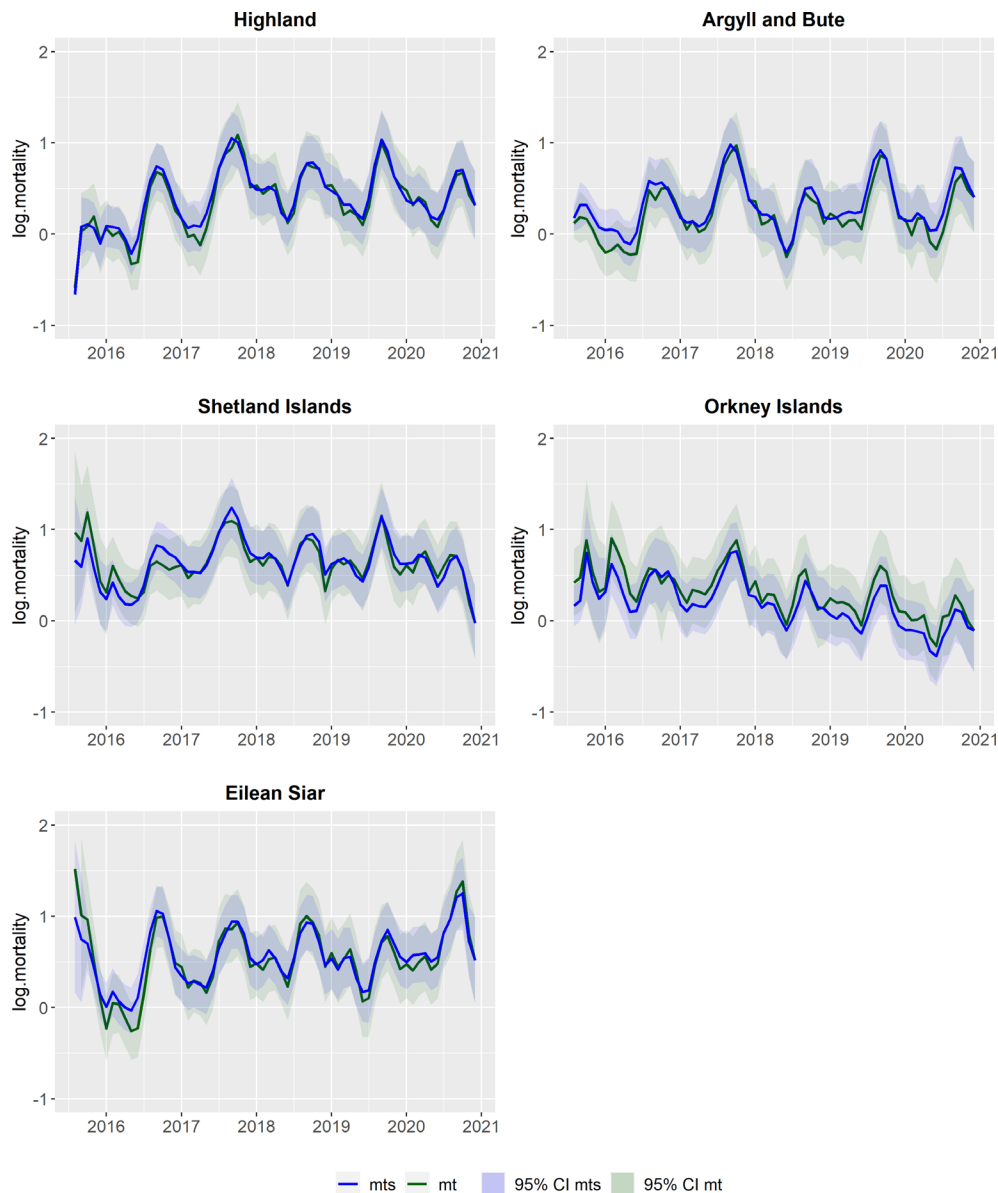 Highland
Argyll and Bute
log.mortality
2
1
0
-1
2016 2017 2018 2019 2020 2021
log.mortality
2
1
0
-1
2016 2017 2018 2019 2020 2021
Shetland Islands
Orkney Islands
log.mortality
2
1
0
-1
2016 2017 2018 2019 2020 2021
log.mortality
2
1
0
-1
2016 2017 2018 2019 2020 2021
Eilean Siar
log.mortality
2
1
0
-1
2016 2017 2018 2019 2020 2021
mts mt 95% CI mts 95% CI mt